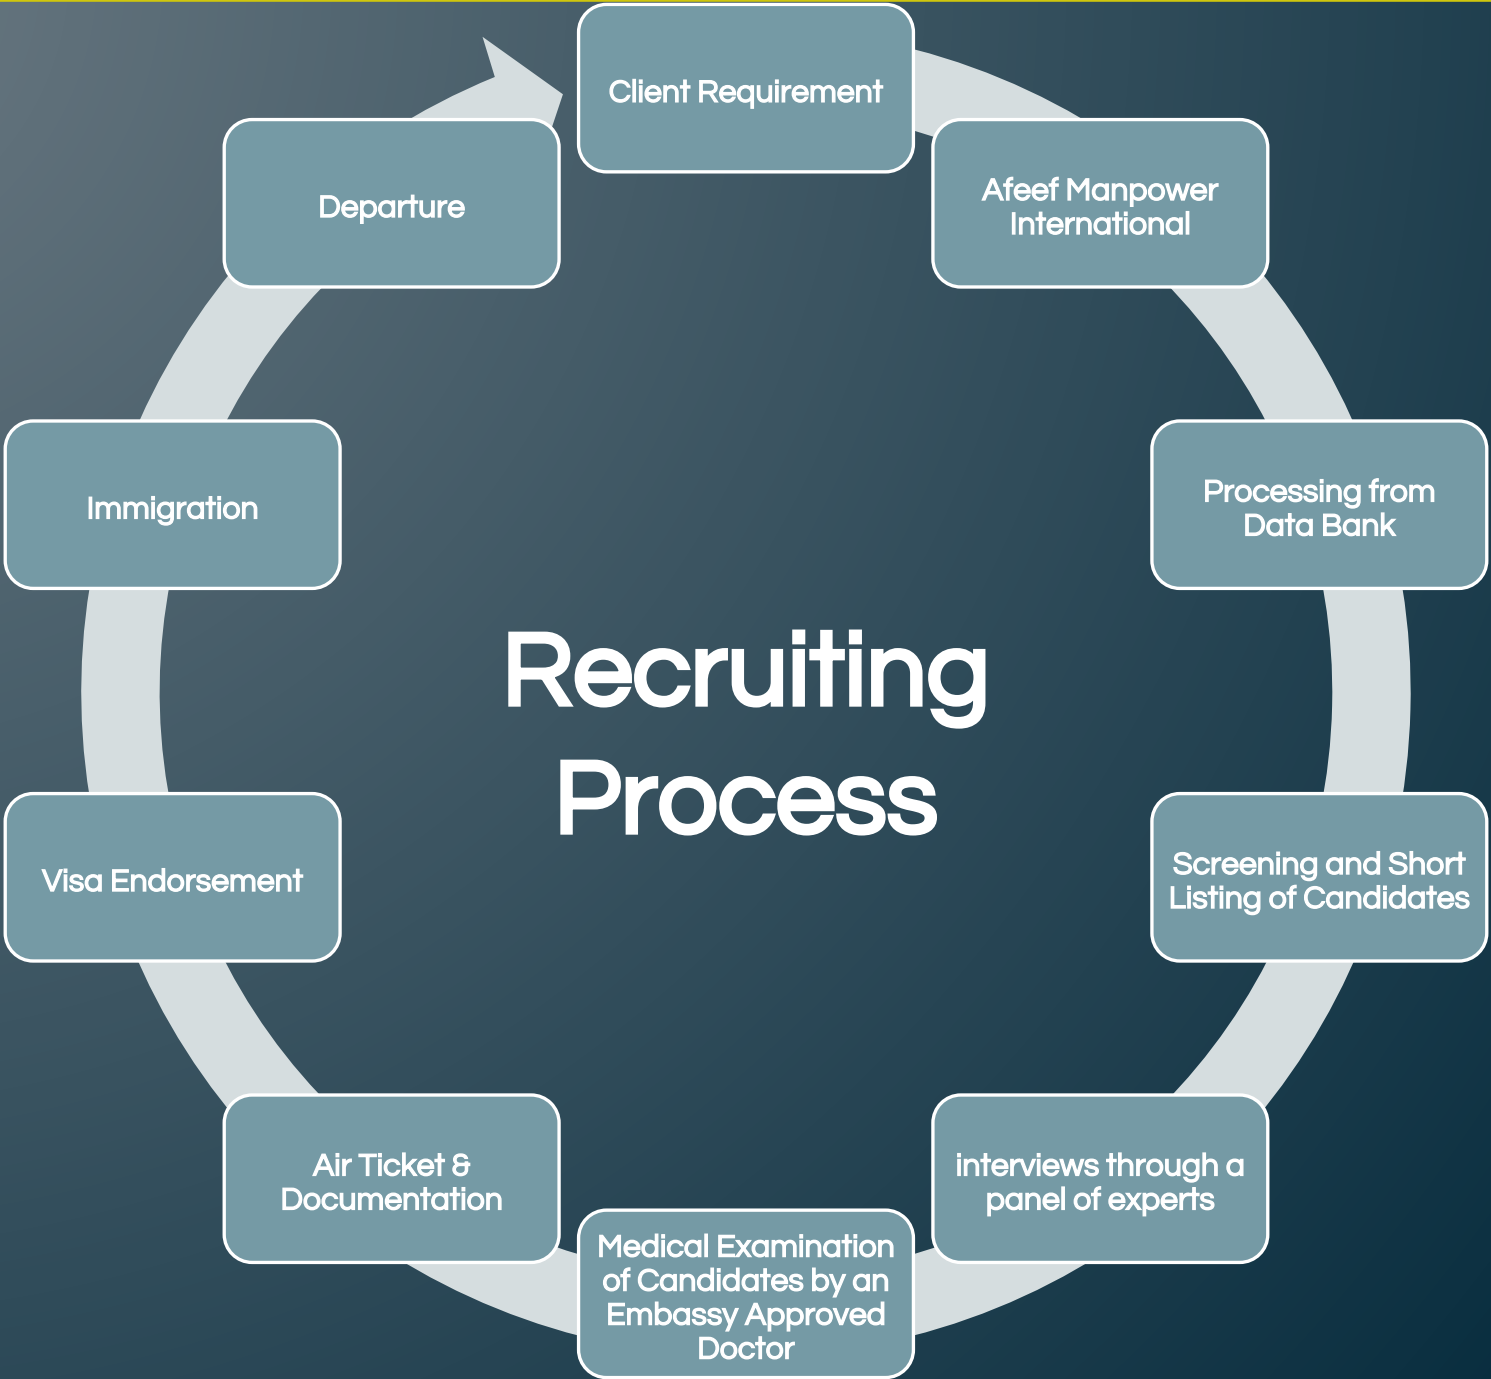 Client Requirement
Afeef Manpower
International
Processing from
Data Bank
Screening and Short
Listing of Candidates
interviews through a
panel of experts
Medical Examination
of Candidates by an
Embassy Approved
Doctor
Air Ticket &
Documentation
Visa Endorsement
Immigration
Departure
Recruiting
Process